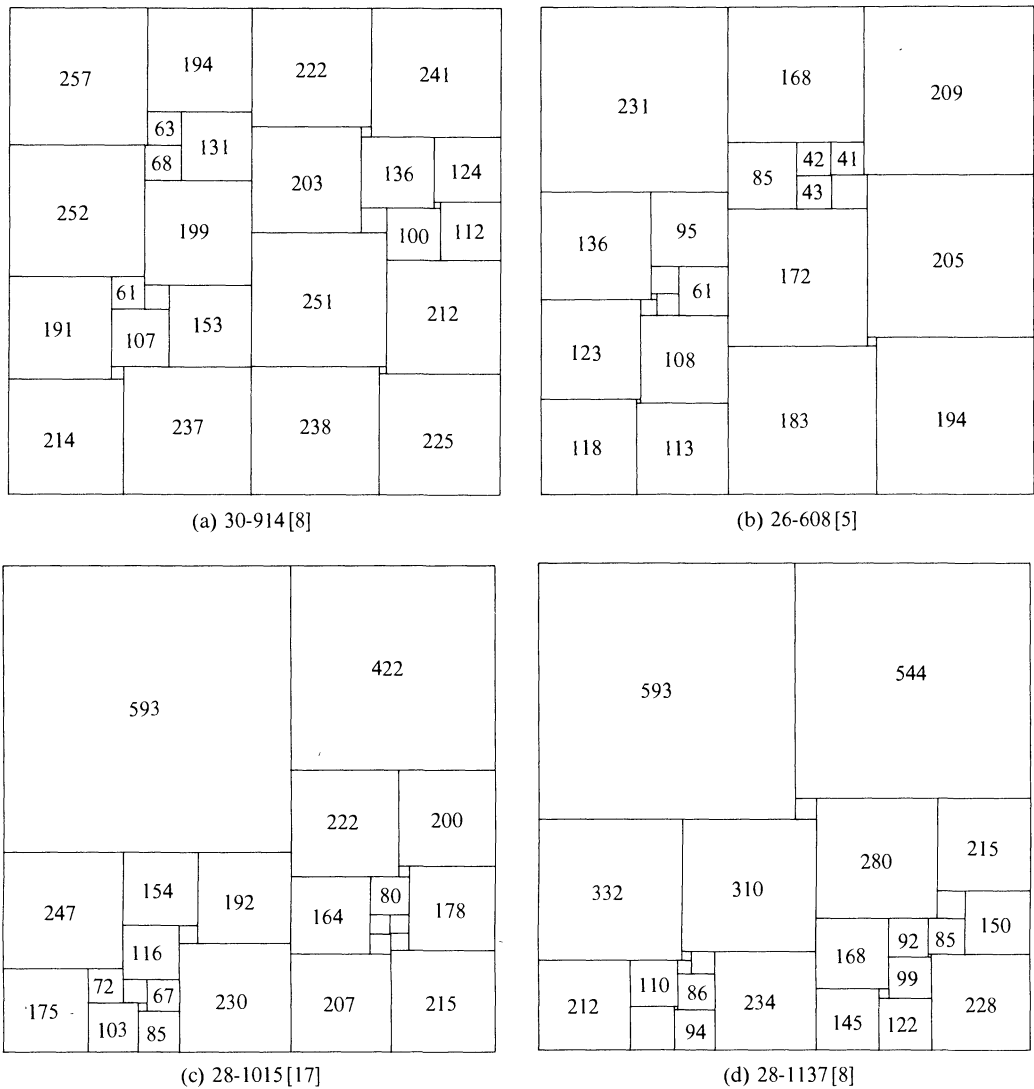 257 194 222 241
63 131
68 203 136 124
252 199 100 112
61 251 212
191 107 153
214 237 238 225
(a) 30-914[8]
231 168 209
85 42 41
43
136 95 172 205
61
123 108
118 113 183 194
(b) 26-608[5]
593 422
222 200
247 154 192 164 80 178
116
72 67
175 103 85 230 207 215
(c) 28-1015[17]
593 544
280 215
332 310
168 92 85 150
99
110 86
212 94 234 145 122 228
(d) 28-1137[8]